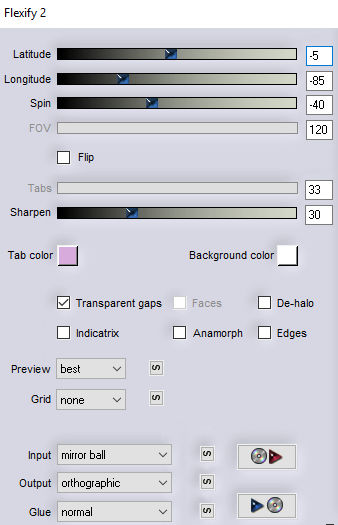 Flexify 2
Latitude -5
Longitude -85
Spin -40
FOV 120
Flip
Tabs 33
Sharpen 30
Tab color Background color
Transparent gaps Faces De-halo
Indicatrix Anamorph Edges
Preview best S
Grid none S
Input mirror ball S
Output orthographic S
Glue normal S